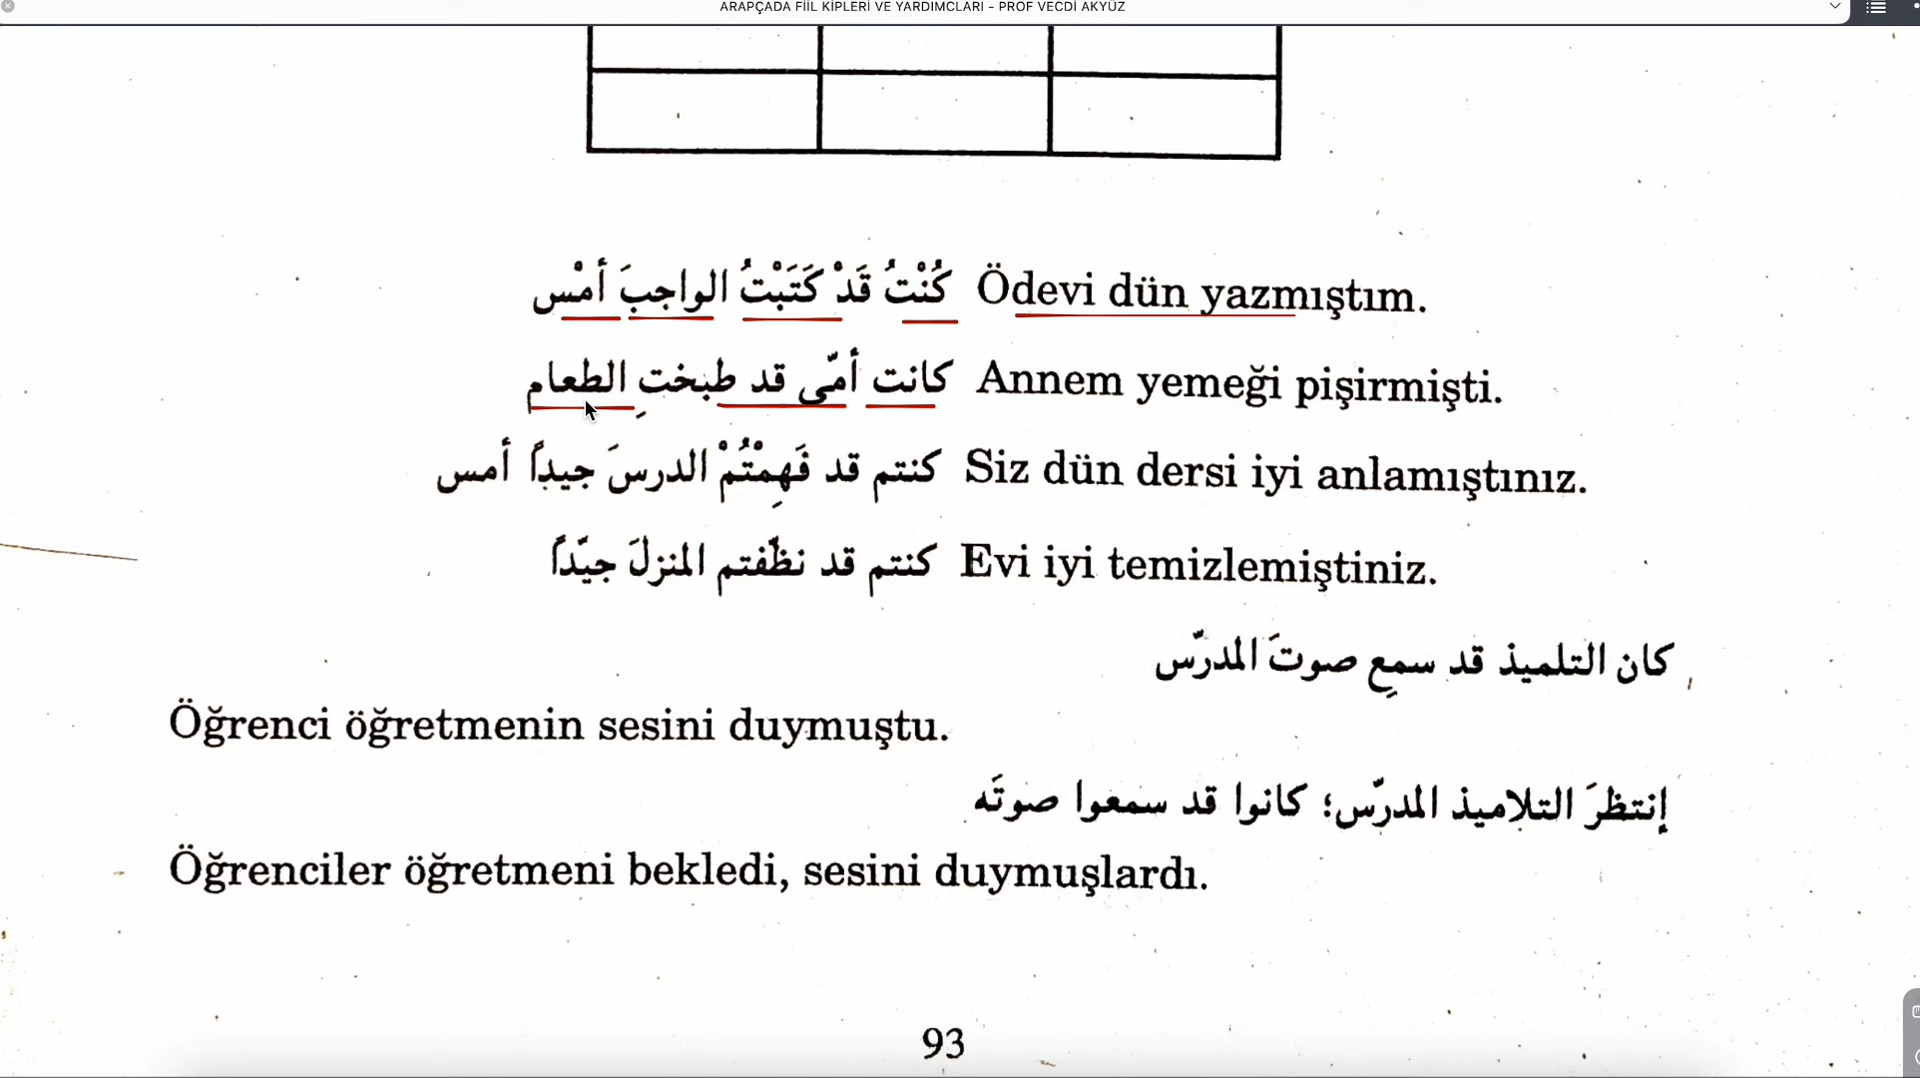 ARAPÇADA FİİL KİPLERİ VE YARDIMCLARI - PROF VECDİ AKYÜZ
كُنْتُ قَدْ كَتَبْتُ الواجبَ أمْس Ödevi dün yazmıştım.
كانت أمّى قد طبختِ الطعام Annem yemeği pişirmişti.
كنتم قد فَهِمْتُمْ الدرسَ جيداً أمس Siz dün dersi iyi anlamıştınız.
كنتم قد نظّفتم المنزلَ جيّداً Evi iyi temizlemiştiniz.
كان التلميذ قد سمعِ صوتَ المدرّس
Öğrenci öğretmenin sesini duymuştu.
إنتظرَ التلاميذ المدرّس؛ كانوا قد سمعوا صوتَه
Öğrenciler öğretmeni bekledi, sesini duymuşlardı.
93